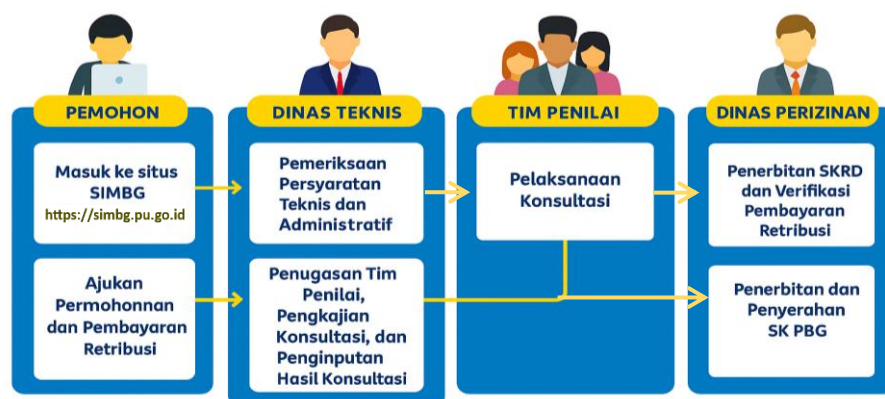 PEMOHON
Masuk ke situs
SIMBG
https://simbg.pu.go.id
Ajukan
Permohonnan
dan Pembayaran
Retribusi
DINAS TEKNIS
Pemeriksaan
Persyaratan
Teknis dan
Administratif
Penugasan Tim
Penilai,
Pengkajian
Konsultasi, dan
Penginputan
Hasil Konsultasi
TIM PENILAI
Pelaksanaan
Konsultasi
DINAS PERIZINAN
Penerbitan SKRD
dan Verifikasi
Pembayaran
Retribusi
Penerbitan dan
Penyerahan
SK PBG